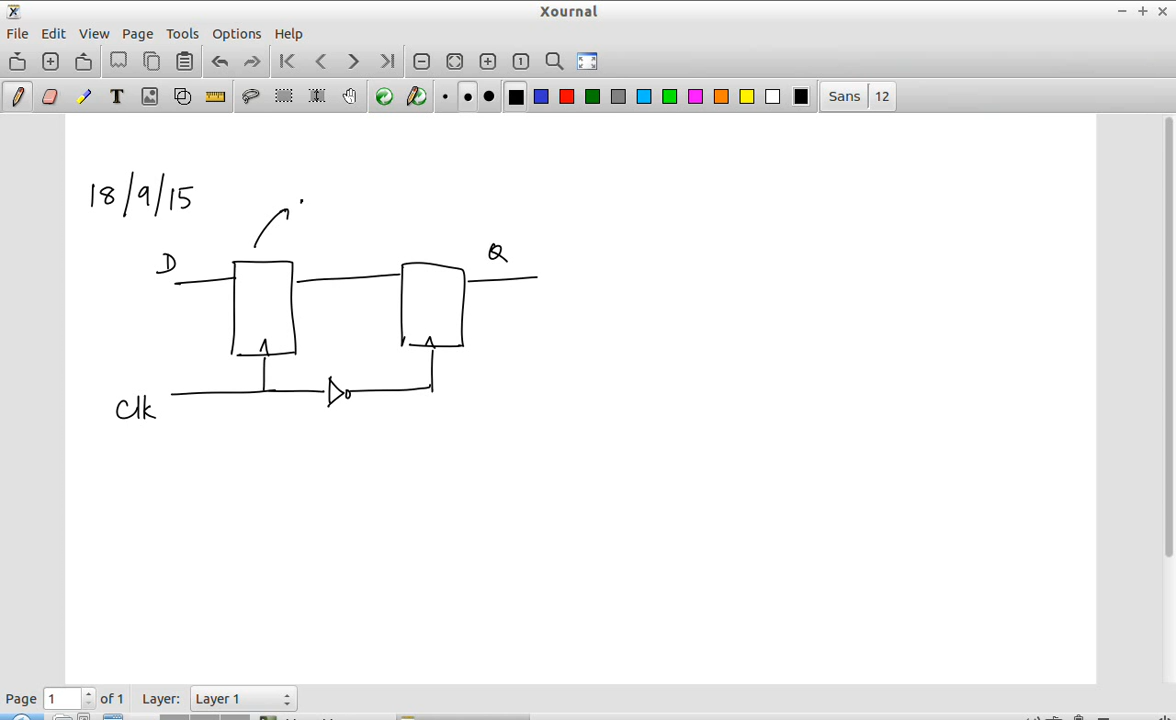 Xournal
File Edit View Page Tools Options Help
Sans 12
18/9/15
D
Q
Clk
Page 1 of 1 Layer: Layer 1